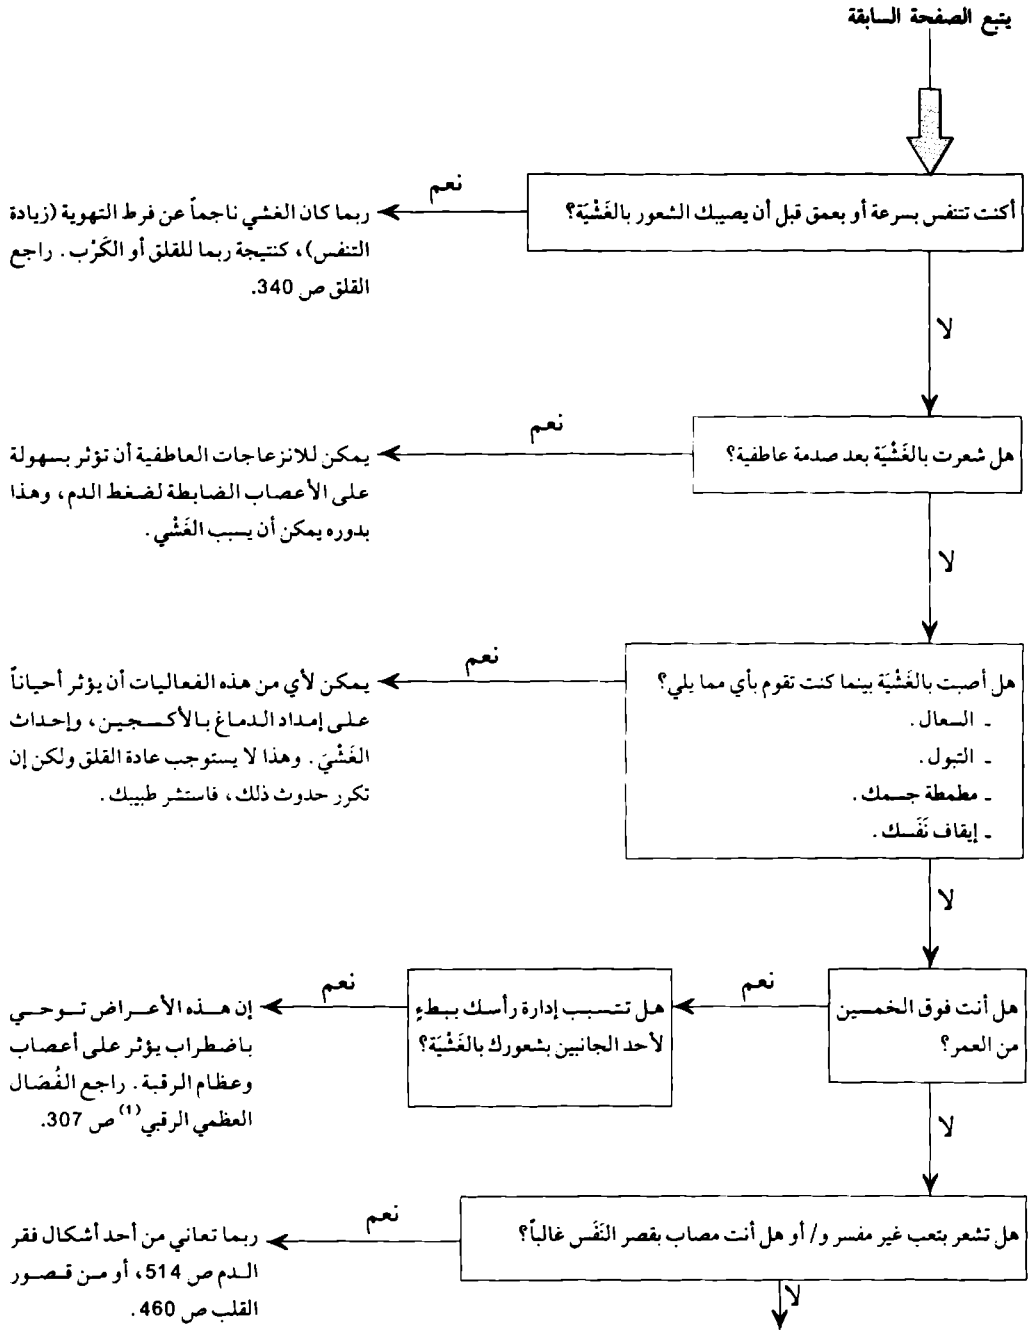 يتبع الصفحة السابقة
أكنت تتنفس بسرعة أو بعمق قبل أن يصيبك الشعور بالغَشْيَة؟
نعم
ربما كان الغشي ناجماً عن فرط التهوية (زيادة
التنفس)، كنتيجة ربما للقلق أو الكَرْب. راجع
القلق ص 340.
لا
هل شعرت بالغَشْيَة بعد صدمة عاطفية؟
نعم
يمكن للانزعاجات العاطفية أن تؤثر بسهولة
على الأعصاب الضابطة لضغط الدم، وهذا
بدوره يمكن أن يسبب الغَشْي.
لا
هل أصبت بالغَشْيَة بينما كنت تقوم بأي مما يلي؟
ـ السعال.
ـ التبول.
ـ مطمطة جسمك.
ـ إيقاف نَفَسك.
نعم
يمكن لأي من هذه الفعاليات أن يؤثر أحياناً
على إمداد الدماغ بالأكسجين، وإحداث
الغَشْيَ. وهذا لا يستوجب عادة القلق ولكن إن
تكرر حدوث ذلك، فاستشر طبيبك.
لا
هل أنت فوق الخمسين
من العمر؟
نعم
هل تتسبب إدارة رأسك ببطءٍ
لأحد الجانبين بشعورك بالغَشْيَة؟
نعم
إن هذه الأعراض توحي
باضطراب يؤثر على أعصاب
وعظام الرقبة. راجع الفُصَال
العظمي الرقبي(1) ص 307.
لا
هل تشعر بتعب غير مفسر و/ أو هل أنت مصاب بقصر النَفَس غالباً؟
نعم
ربما تعاني من أحد أشكال فقر
الدم ص 514، أو من قصور
القلب ص 460.
لا